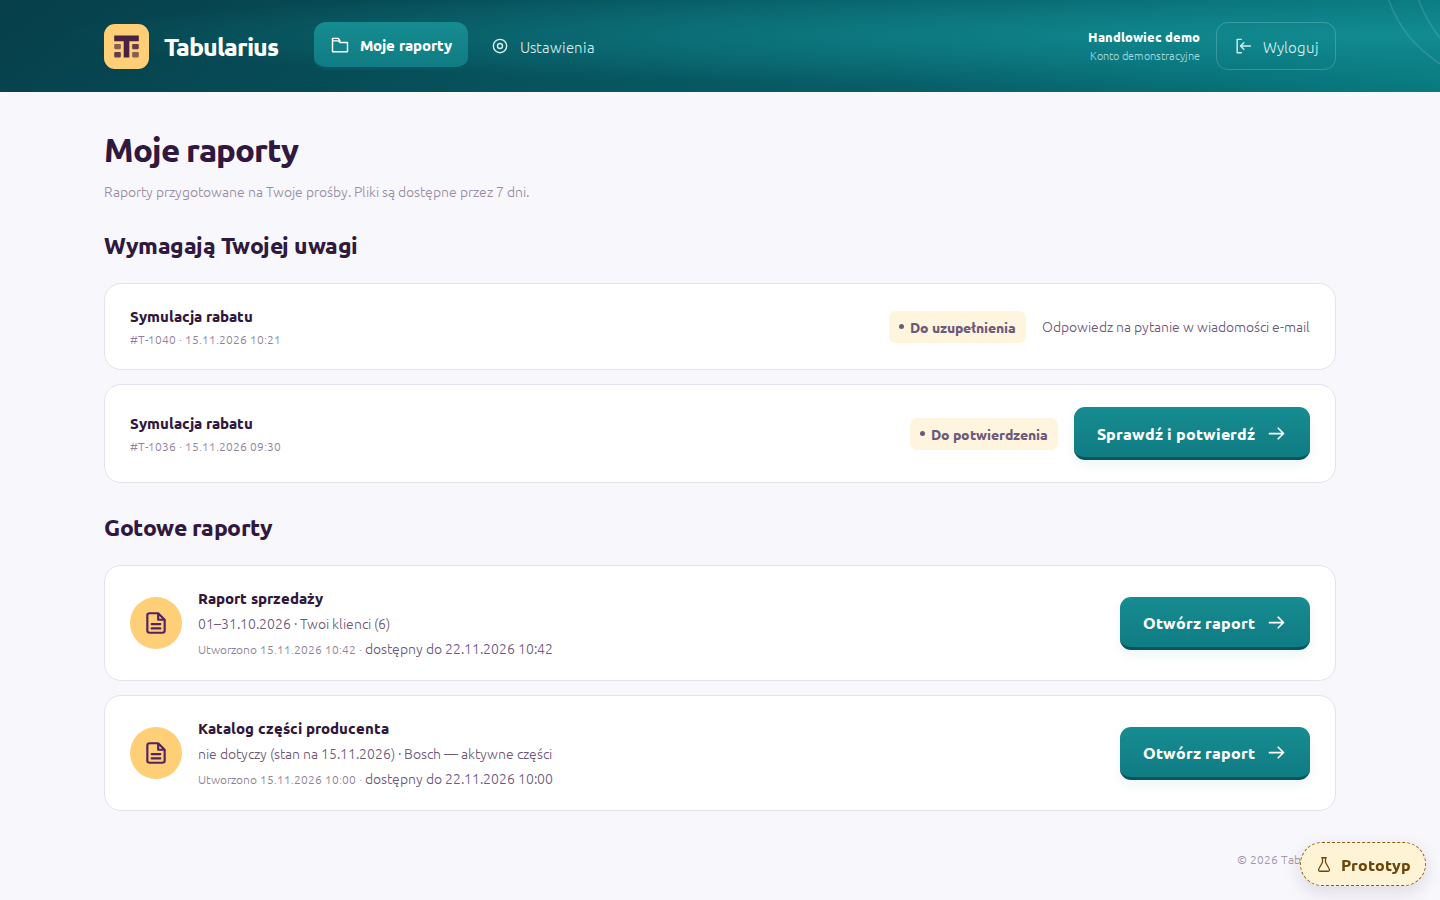 Tabularius
Moje raporty
Ustawienia
Handlowiec demo
Konto demonstracyjne
Wyloguj
Moje raporty
Raporty przygotowane na Twoje prośby. Pliki są dostępne przez 7 dni.
Wymagają Twojej uwagi
Symulacja rabatu
#T-1040 · 15.11.2026 10:21
• Do uzupełnienia
Odpowiedz na pytanie w wiadomości e-mail
Symulacja rabatu
#T-1036 · 15.11.2026 09:30
• Do potwierdzenia
Sprawdź i potwierdź →
Gotowe raporty
Raport sprzedaży
01–31.10.2026 · Twoi klienci (6)
Utworzono 15.11.2026 10:42 · dostępny do 22.11.2026 10:42
Otwórz raport →
Katalog części producenta
nie dotyczy (stan na 15.11.2026) · Bosch — aktywne części
Utworzono 15.11.2026 10:00 · dostępny do 22.11.2026 10:00
Otwórz raport →
© 2026
Prototyp